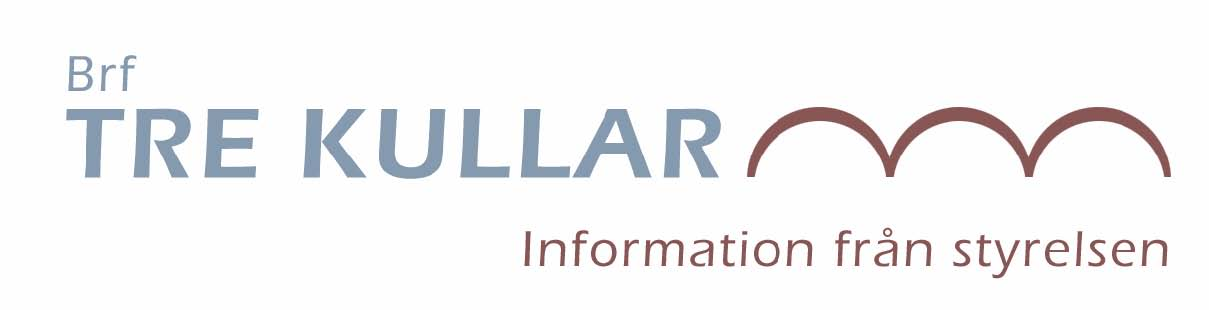 Brf
TRE KULLAR
Information från styrelsen